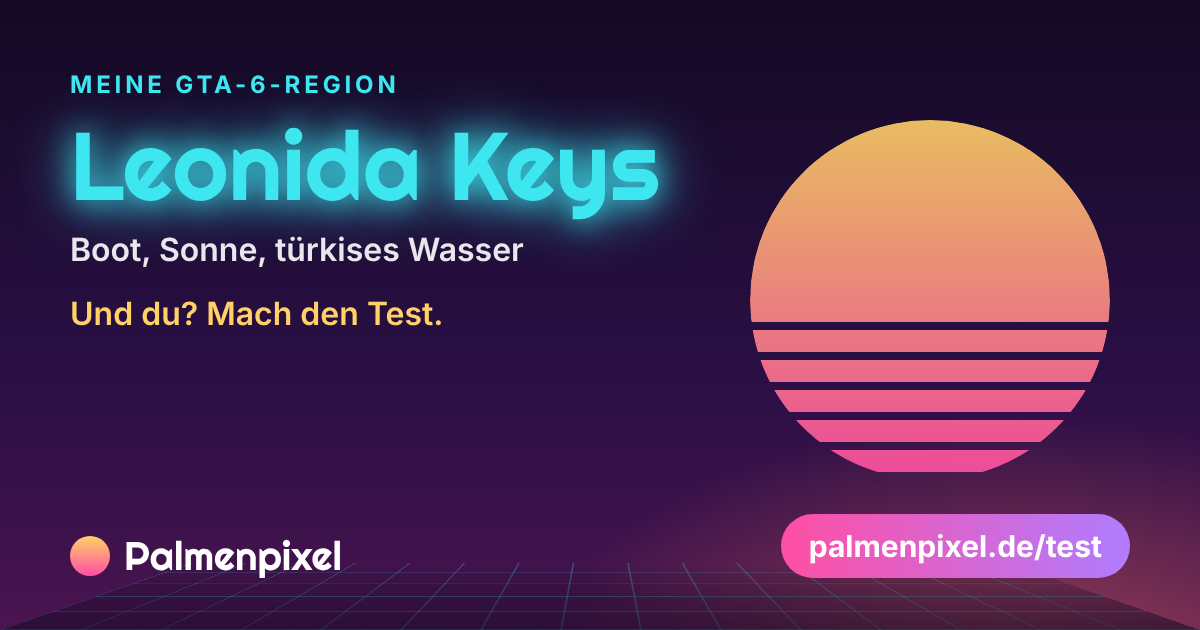 MEINE GTA-6-REGION
Leonida Keys
Boot, Sonne, türkises Wasser
Und du? Mach den Test.
Palmenpixel
palmenpixel.de/test